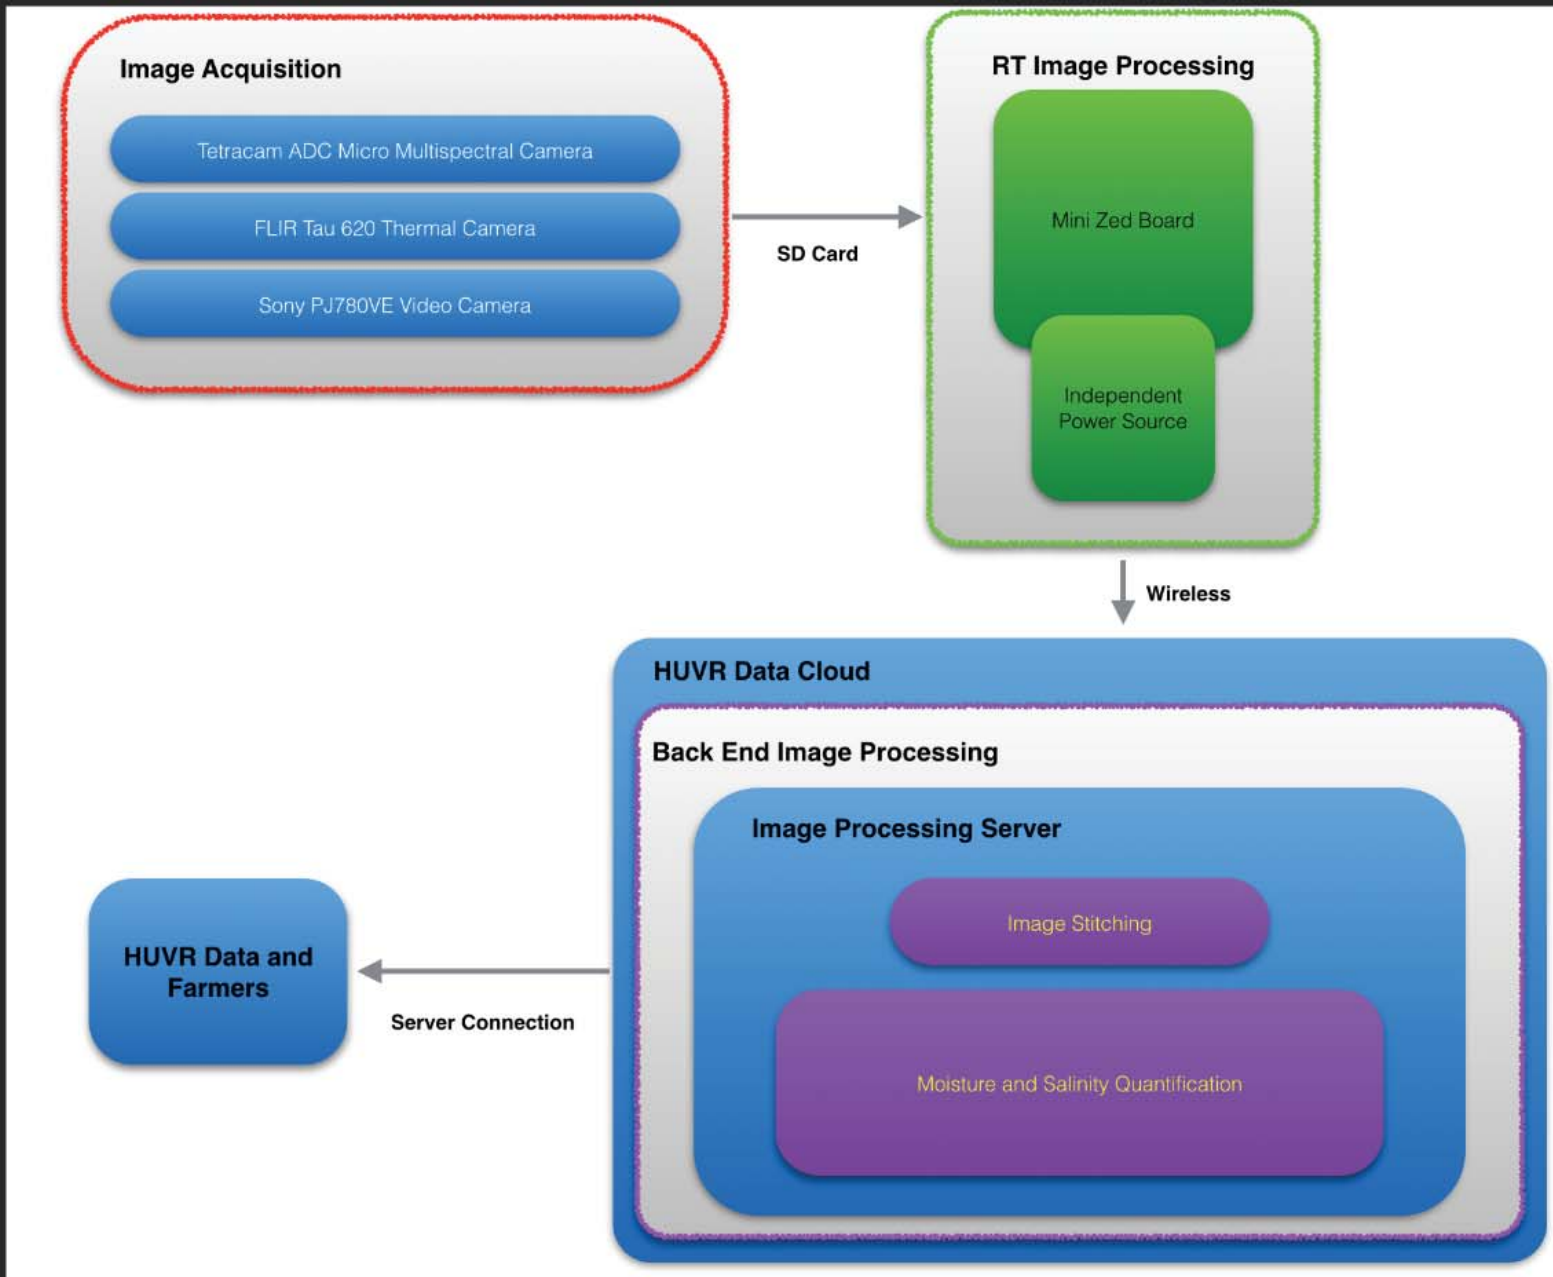 Image Acquisition
Tetracam ADC Micro Multispectral Camera
FLIR Tau 620 Thermal Camera
Sony PJ780VE Video Camera
SD Card
RT Image Processing
Mini Zed Board
Independent
Power Source
Wireless
HUVR Data Cloud
Back End Image Processing
Image Processing Server
Image Stitching
Moisture and Salinity Quantification
Server Connection
HUVR Data and
Farmers